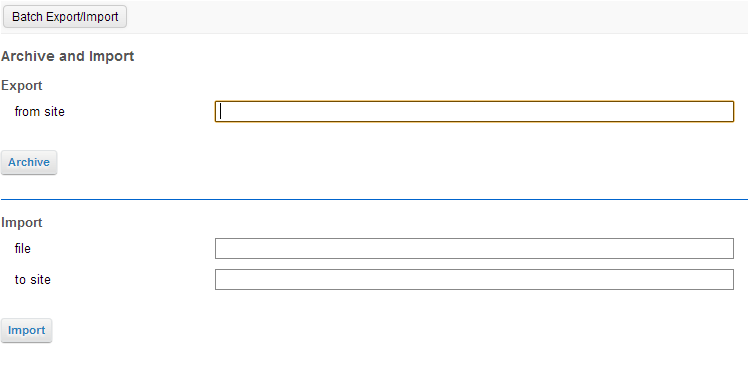 Batch Export/Import
Archive and Import
Export
from site
Archive
Import
file
to site
Import